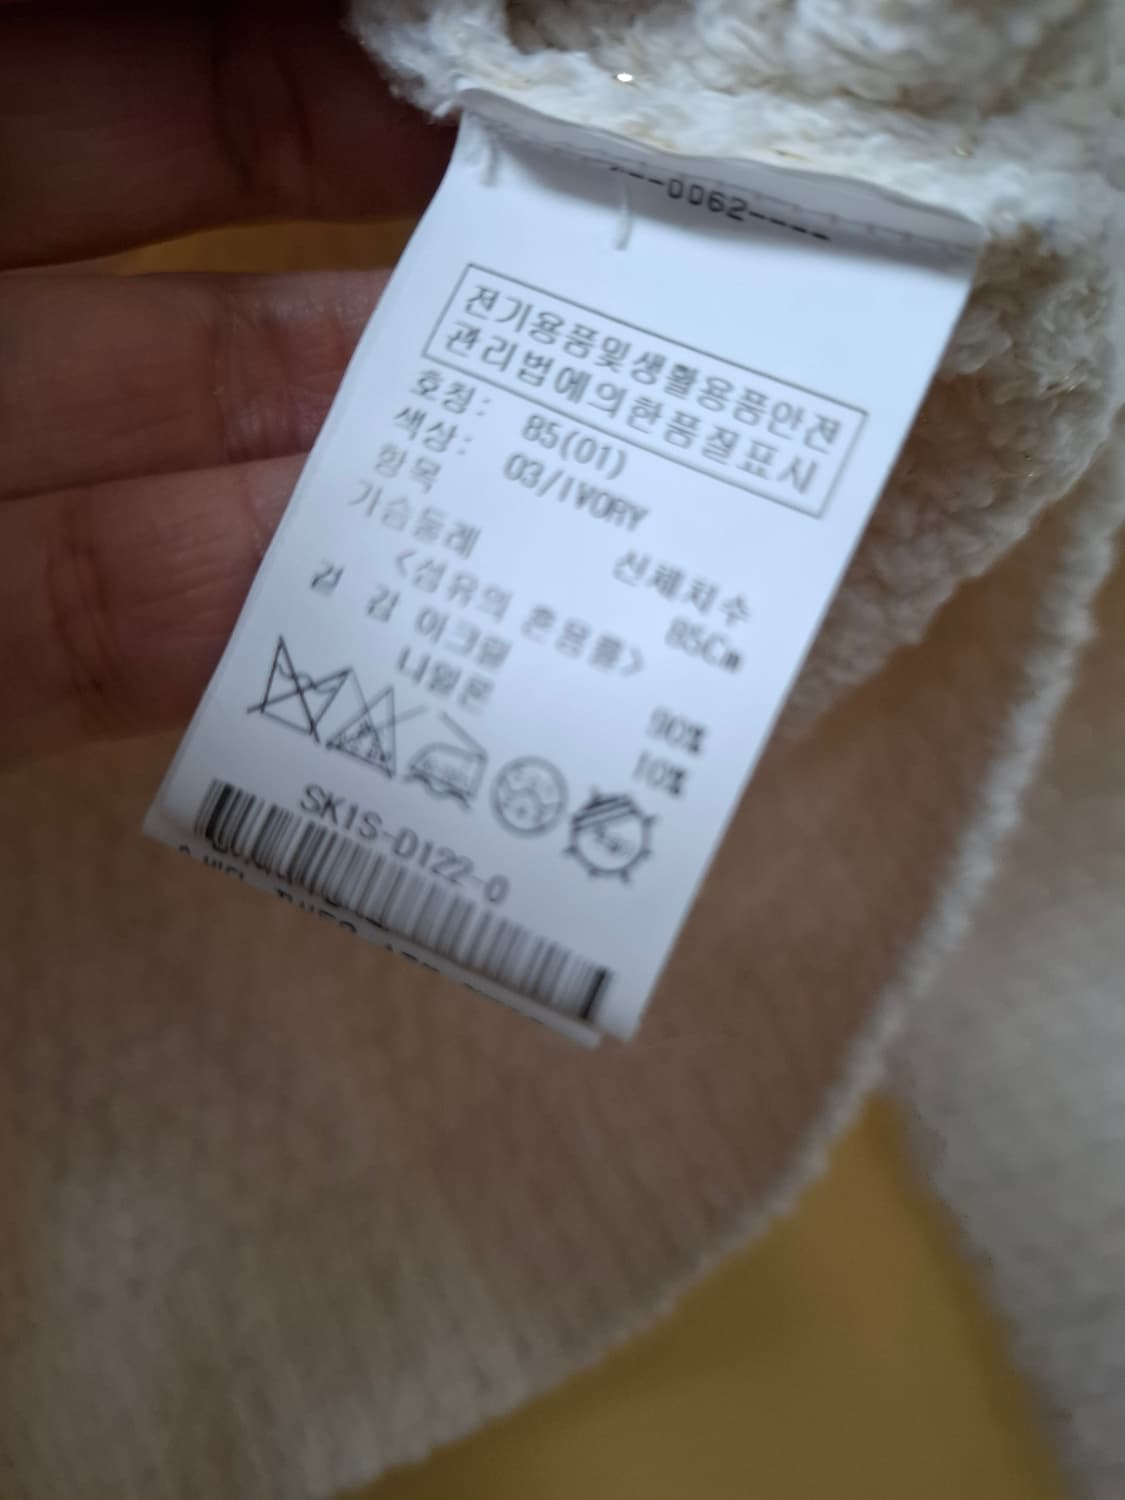 -0062-
전기용품및생활용품안전
관리법에의한품질표시
호칭: 85(01)
색상: 03/IVORY
항목 신체치수
가슴둘레 85Cm
<섬유의 혼용률>
겉 감 아크릴 90%
나일론 10%
SK1S-D122-0